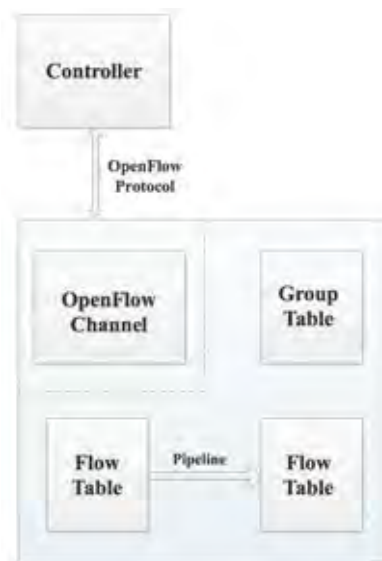 Controller
OpenFlow
Protocol
OpenFlow
Channel
Group
Table
Flow
Table
Pipeline
Flow
Table